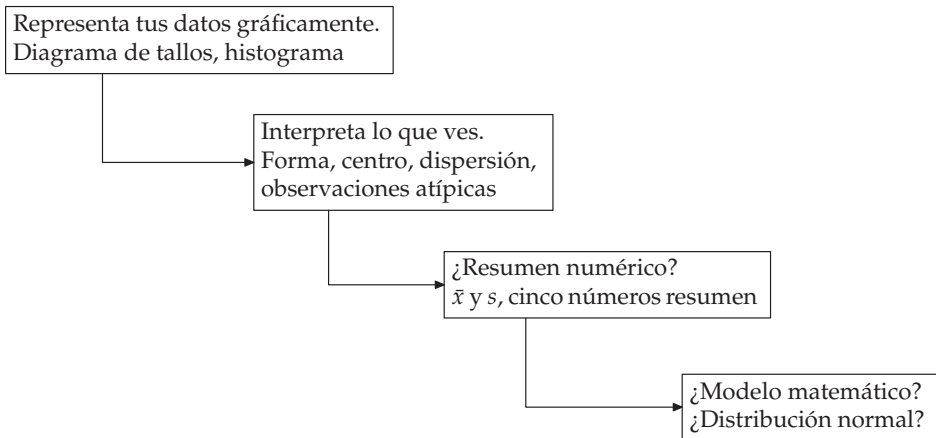 Representa tus datos gráficamente.
Diagrama de tallos, histograma
Interpreta lo que ves.
Forma, centro, dispersión,
observaciones atípicas
¿Resumen numérico?
x̄ y s, cinco números resumen
¿Modelo matemático?
¿Distribución normal?